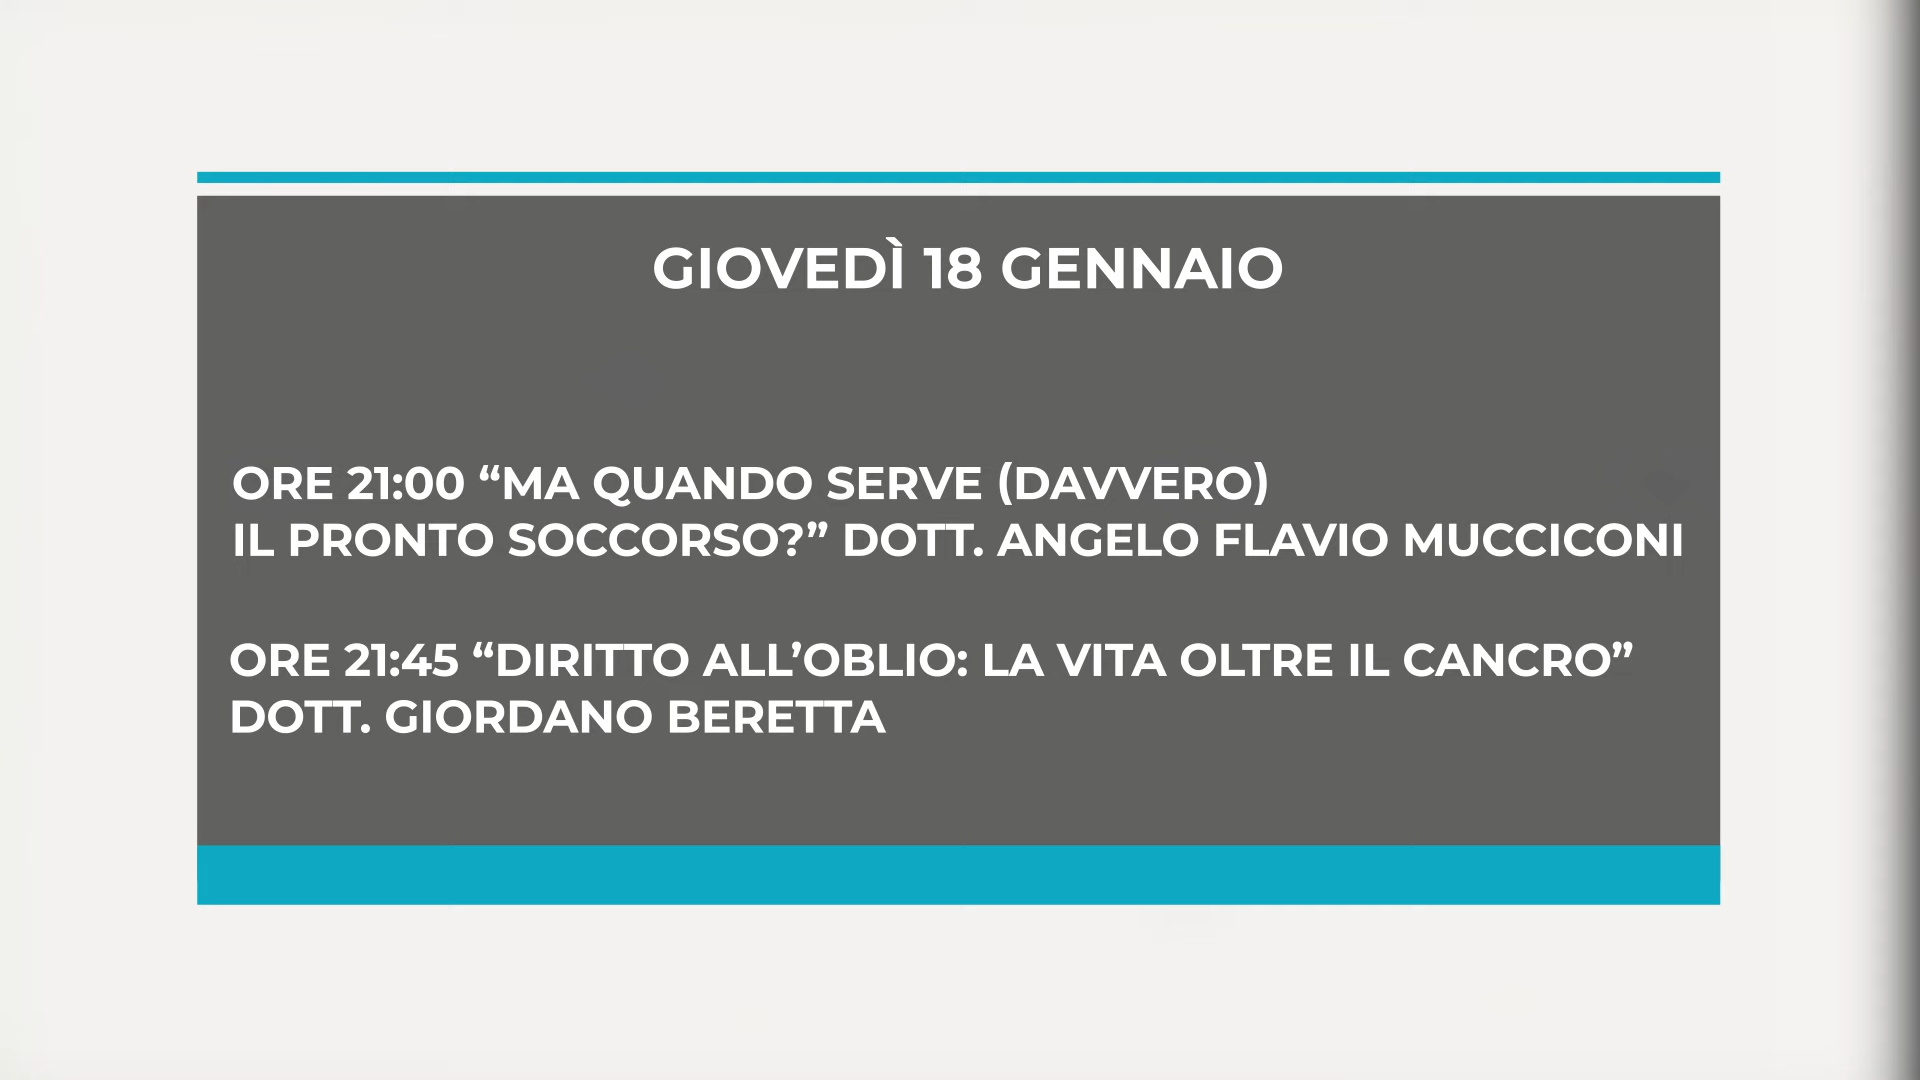 GIOVEDÌ 18 GENNAIO
ORE 21:00 “MA QUANDO SERVE (DAVVERO)
IL PRONTO SOCCORSO?” DOTT. ANGELO FLAVIO MUCCICONI
ORE 21:45 “DIRITTO ALL’OBLIO: LA VITA OLTRE IL CANCRO”
DOTT. GIORDANO BERETTA